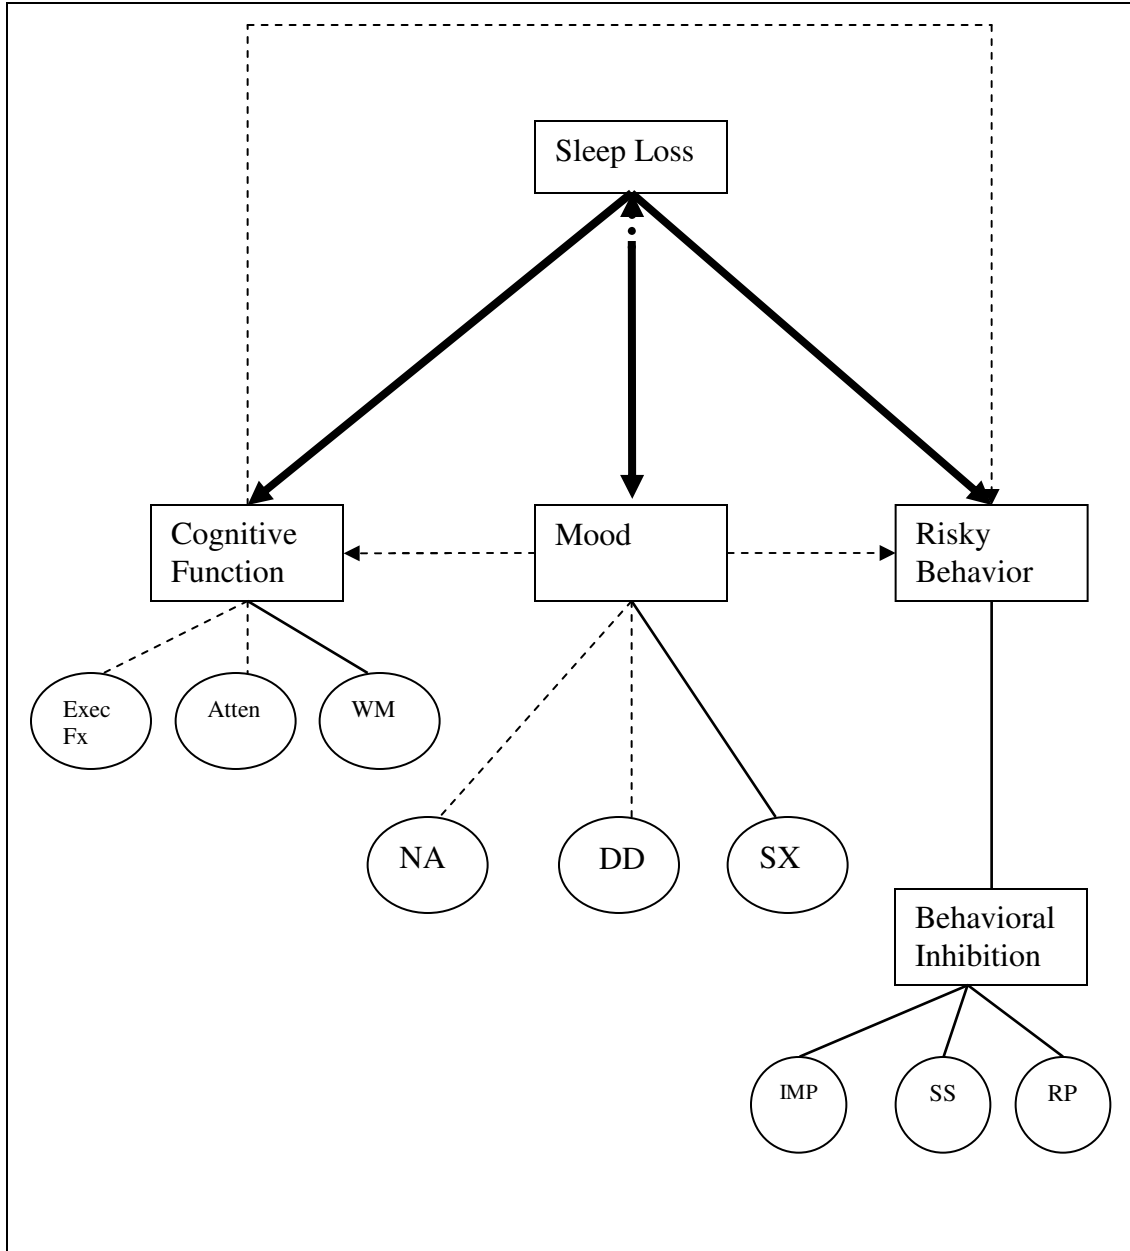 Sleep Loss
Cognitive
Function
Mood
Risky
Behavior
Exec
Fx
Atten
WM
NA
DD
SX
Behavioral
Inhibition
IMP
SS
RP